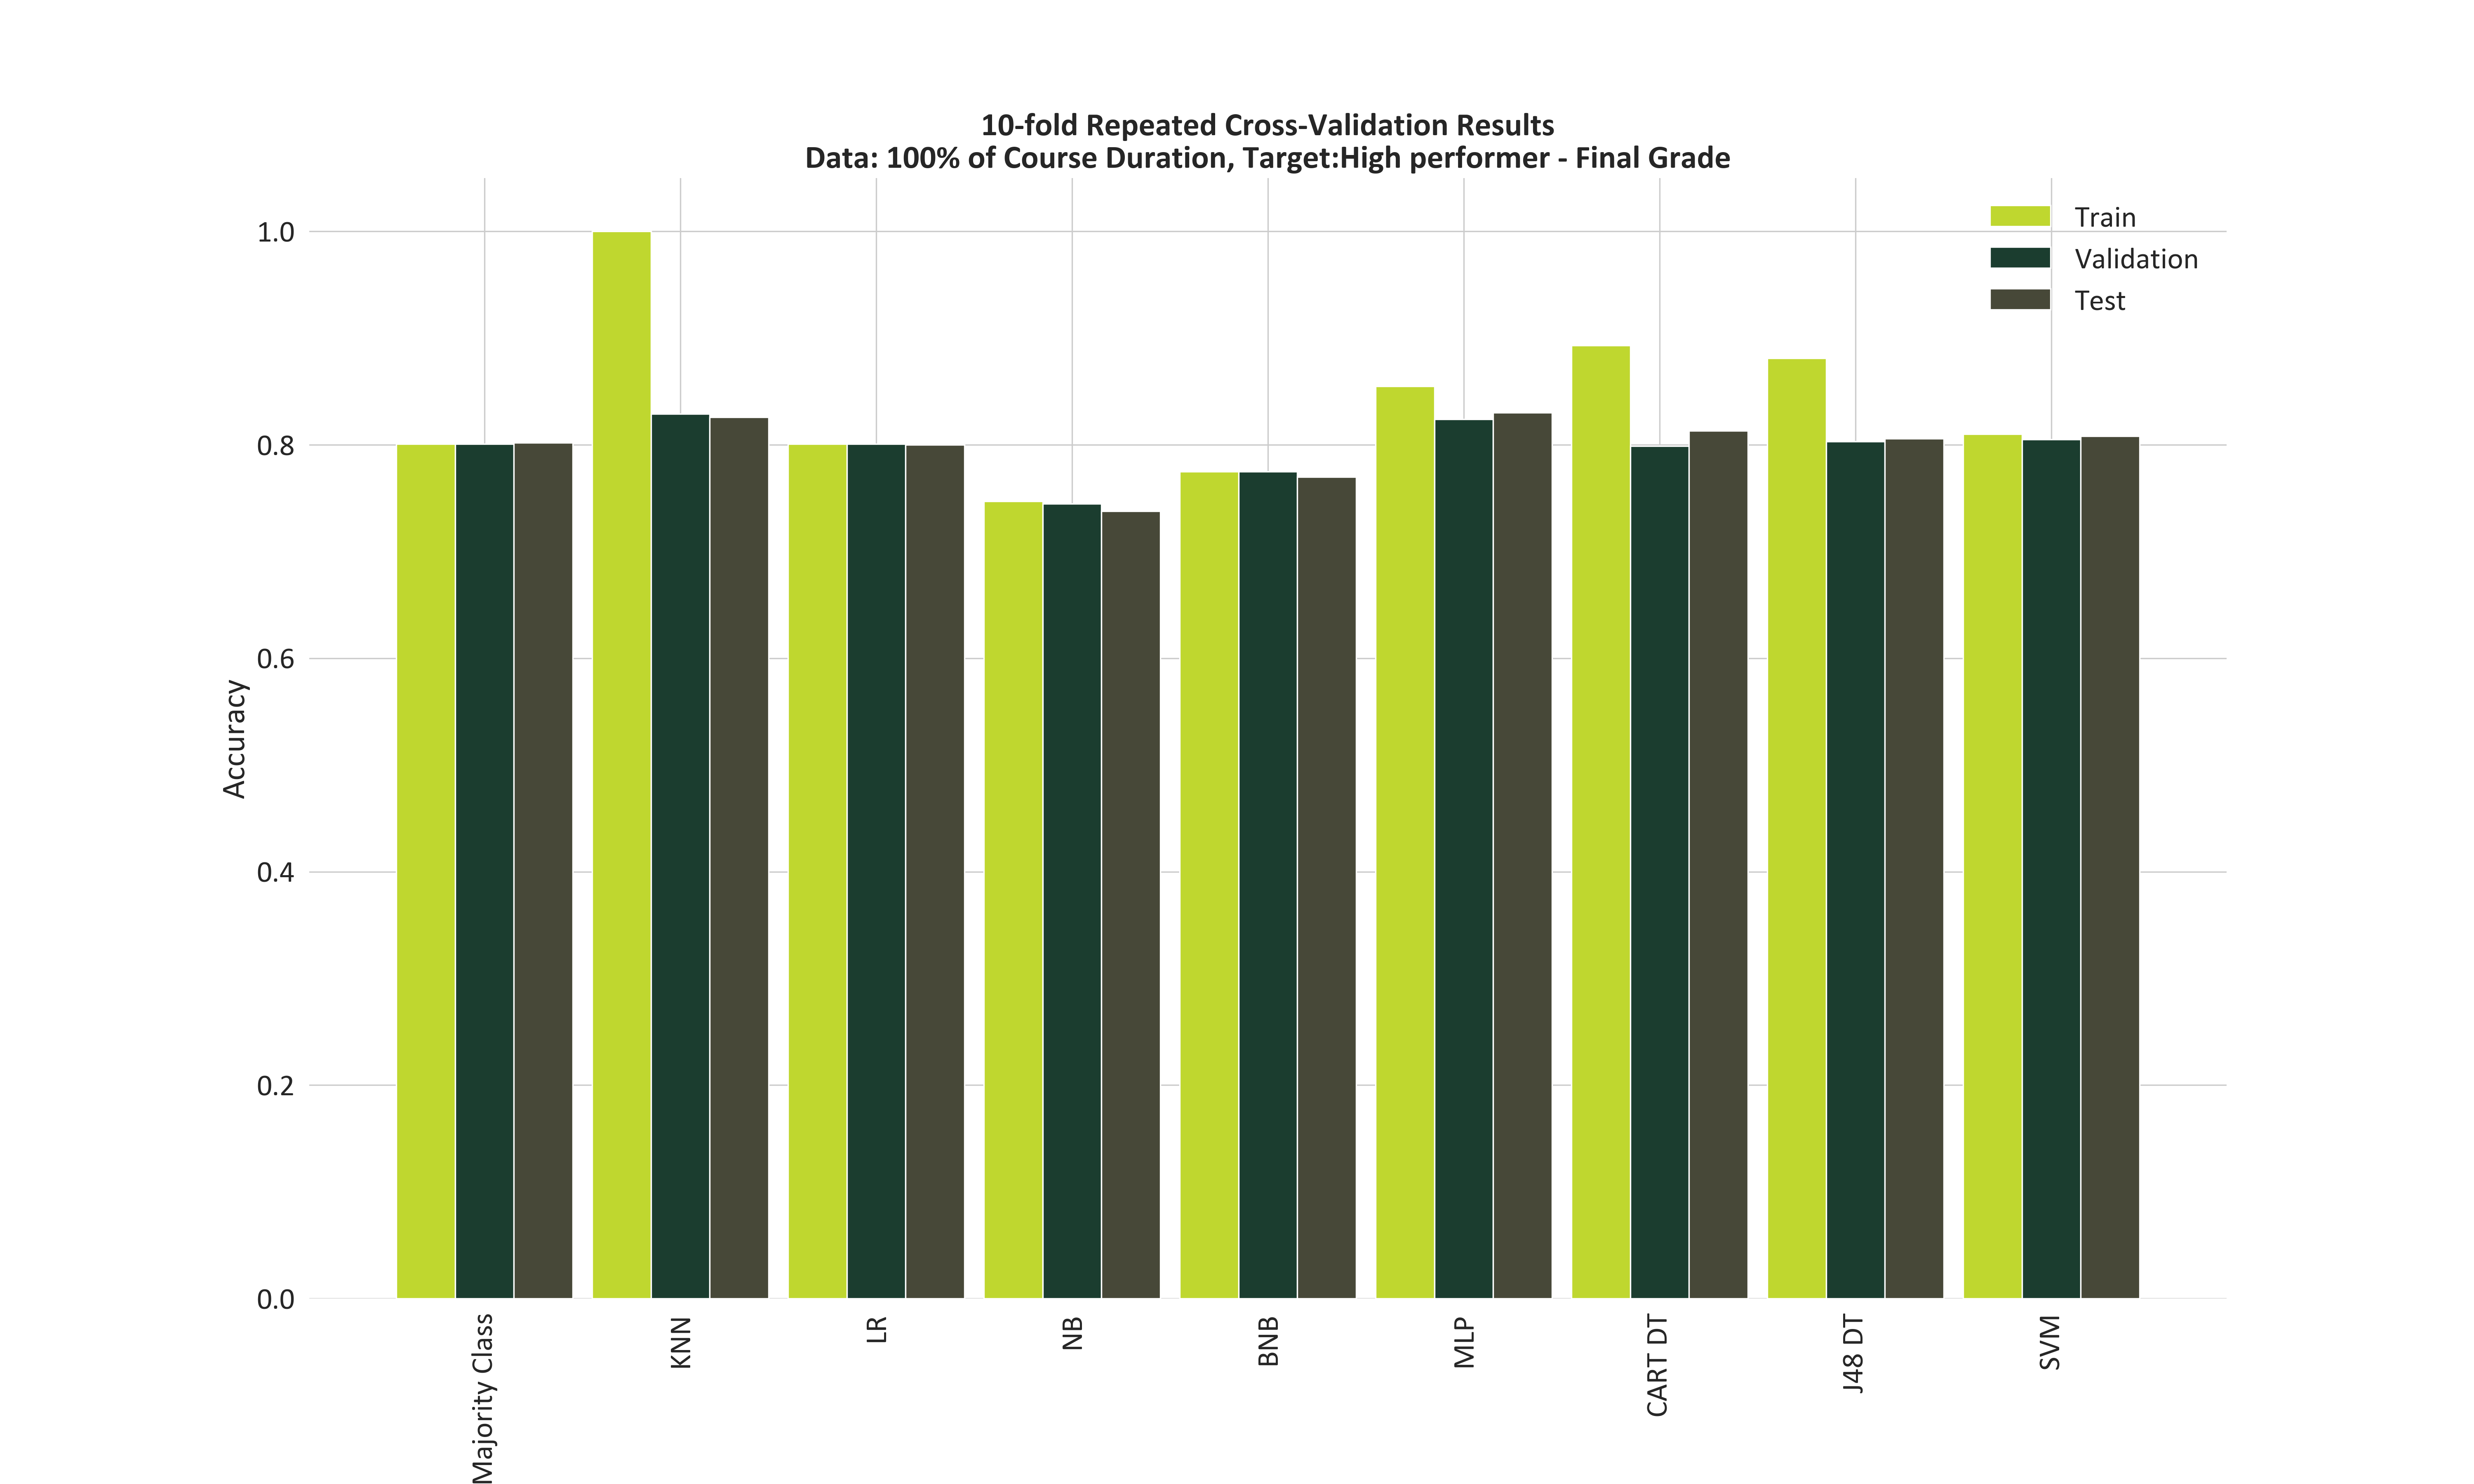 10-fold Repeated Cross-Validation Results
Data: 100% of Course Duration, Target:High performer - Final Grade
Train
Validation
Test
Accuracy
1.0
0.8
0.6
0.4
0.2
0.0
Majority Class
KNN
LR
NB
BNB
MLP
CART DT
J48 DT
SVM